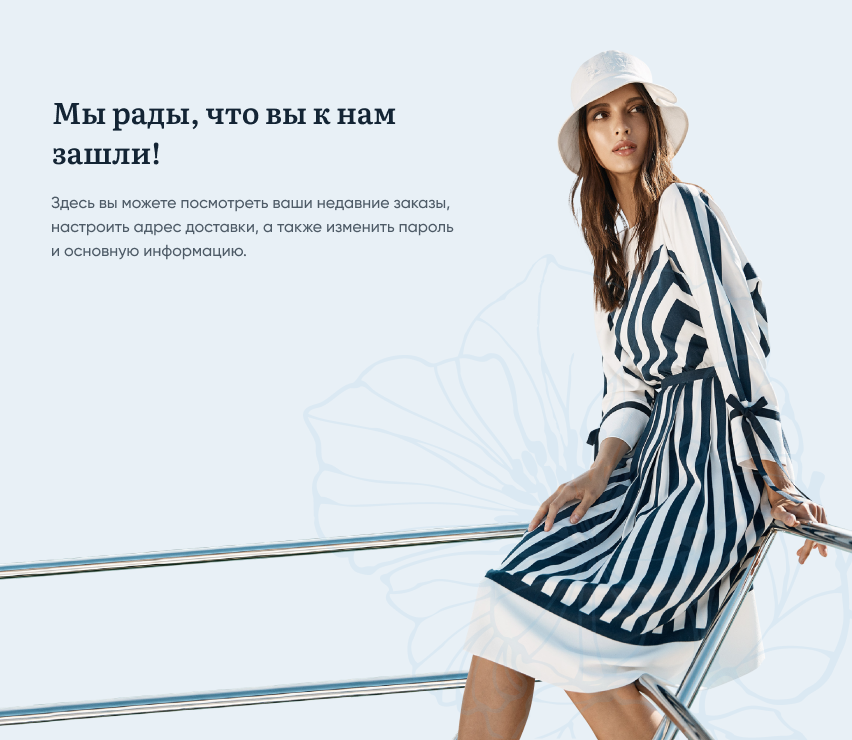 Мы рады, что вы к нам
зашли!
Здесь вы можете посмотреть ваши недавние заказы,
настроить адрес доставки, а также изменить пароль
и основную информацию.